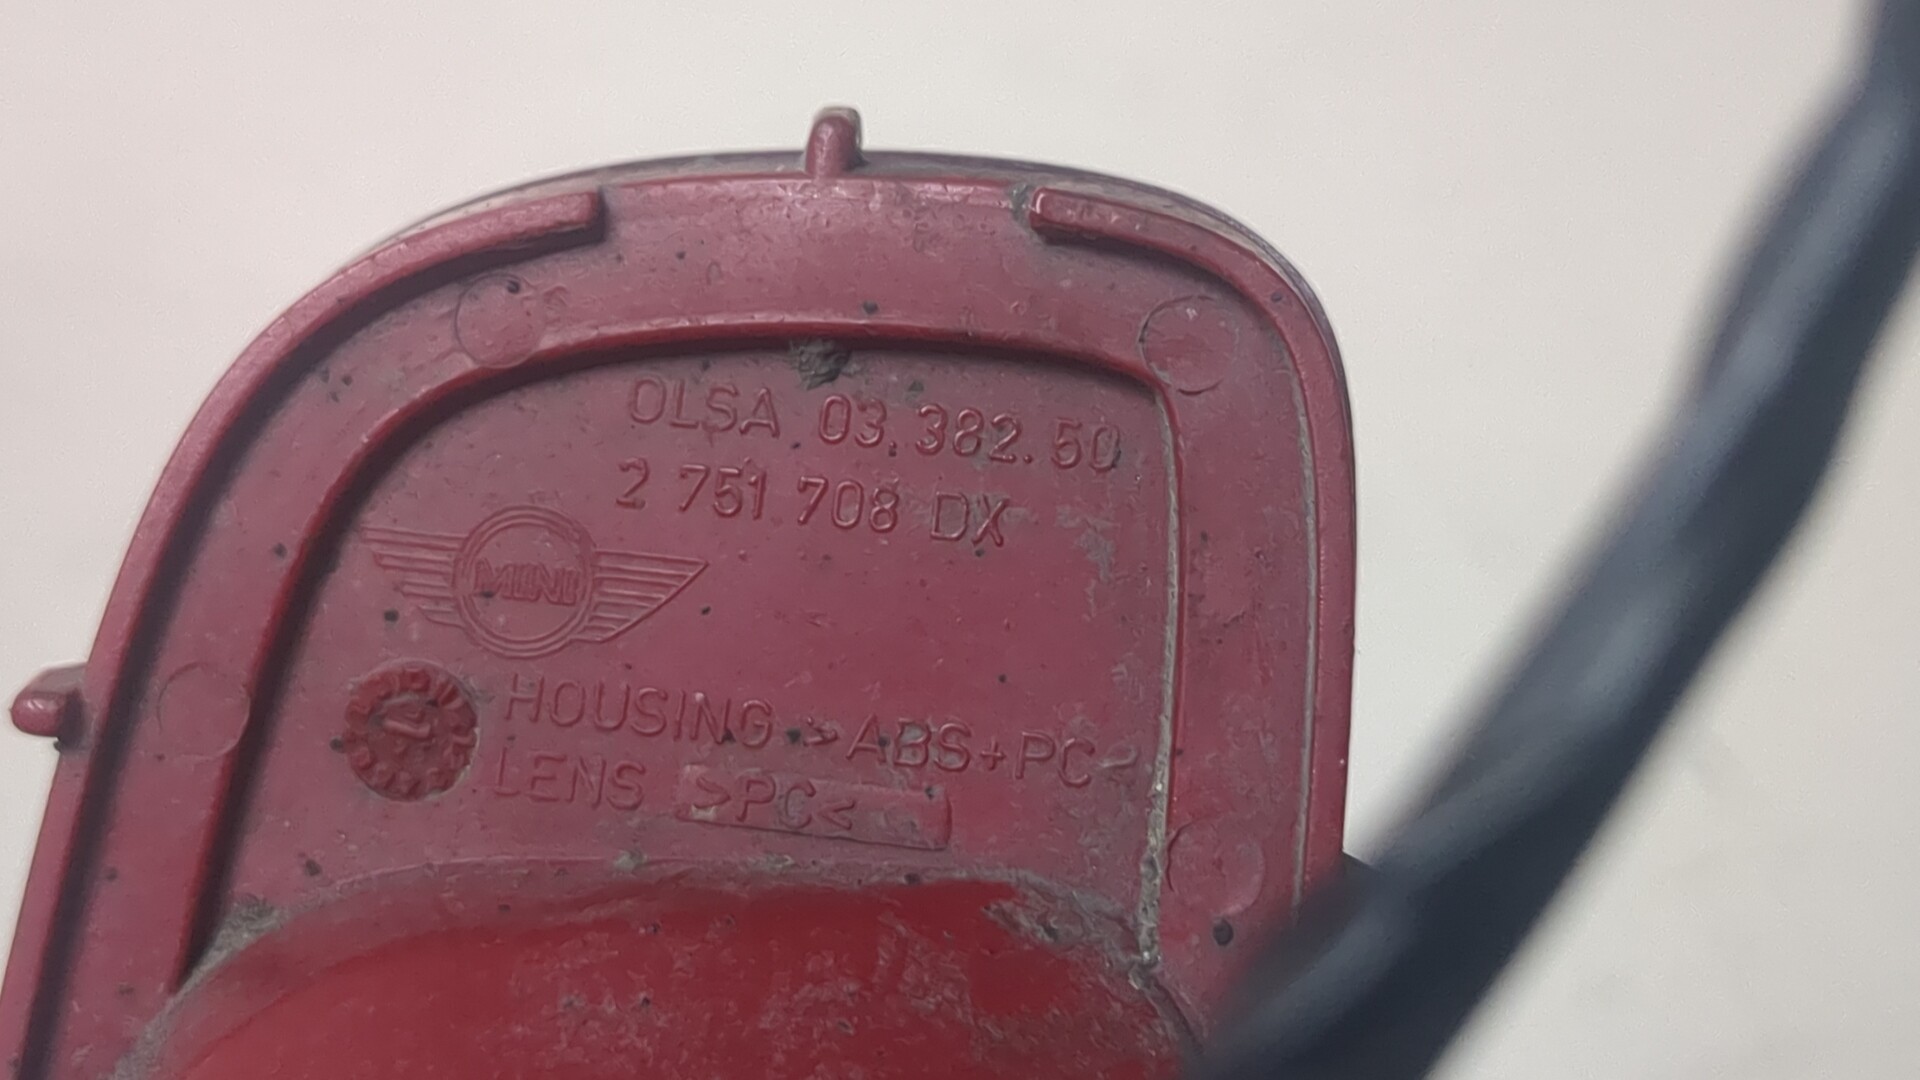 OLSA 03.382.50
2 751 708 DX
MINI
HOUSING >ABS+PC<
LENS >PC<